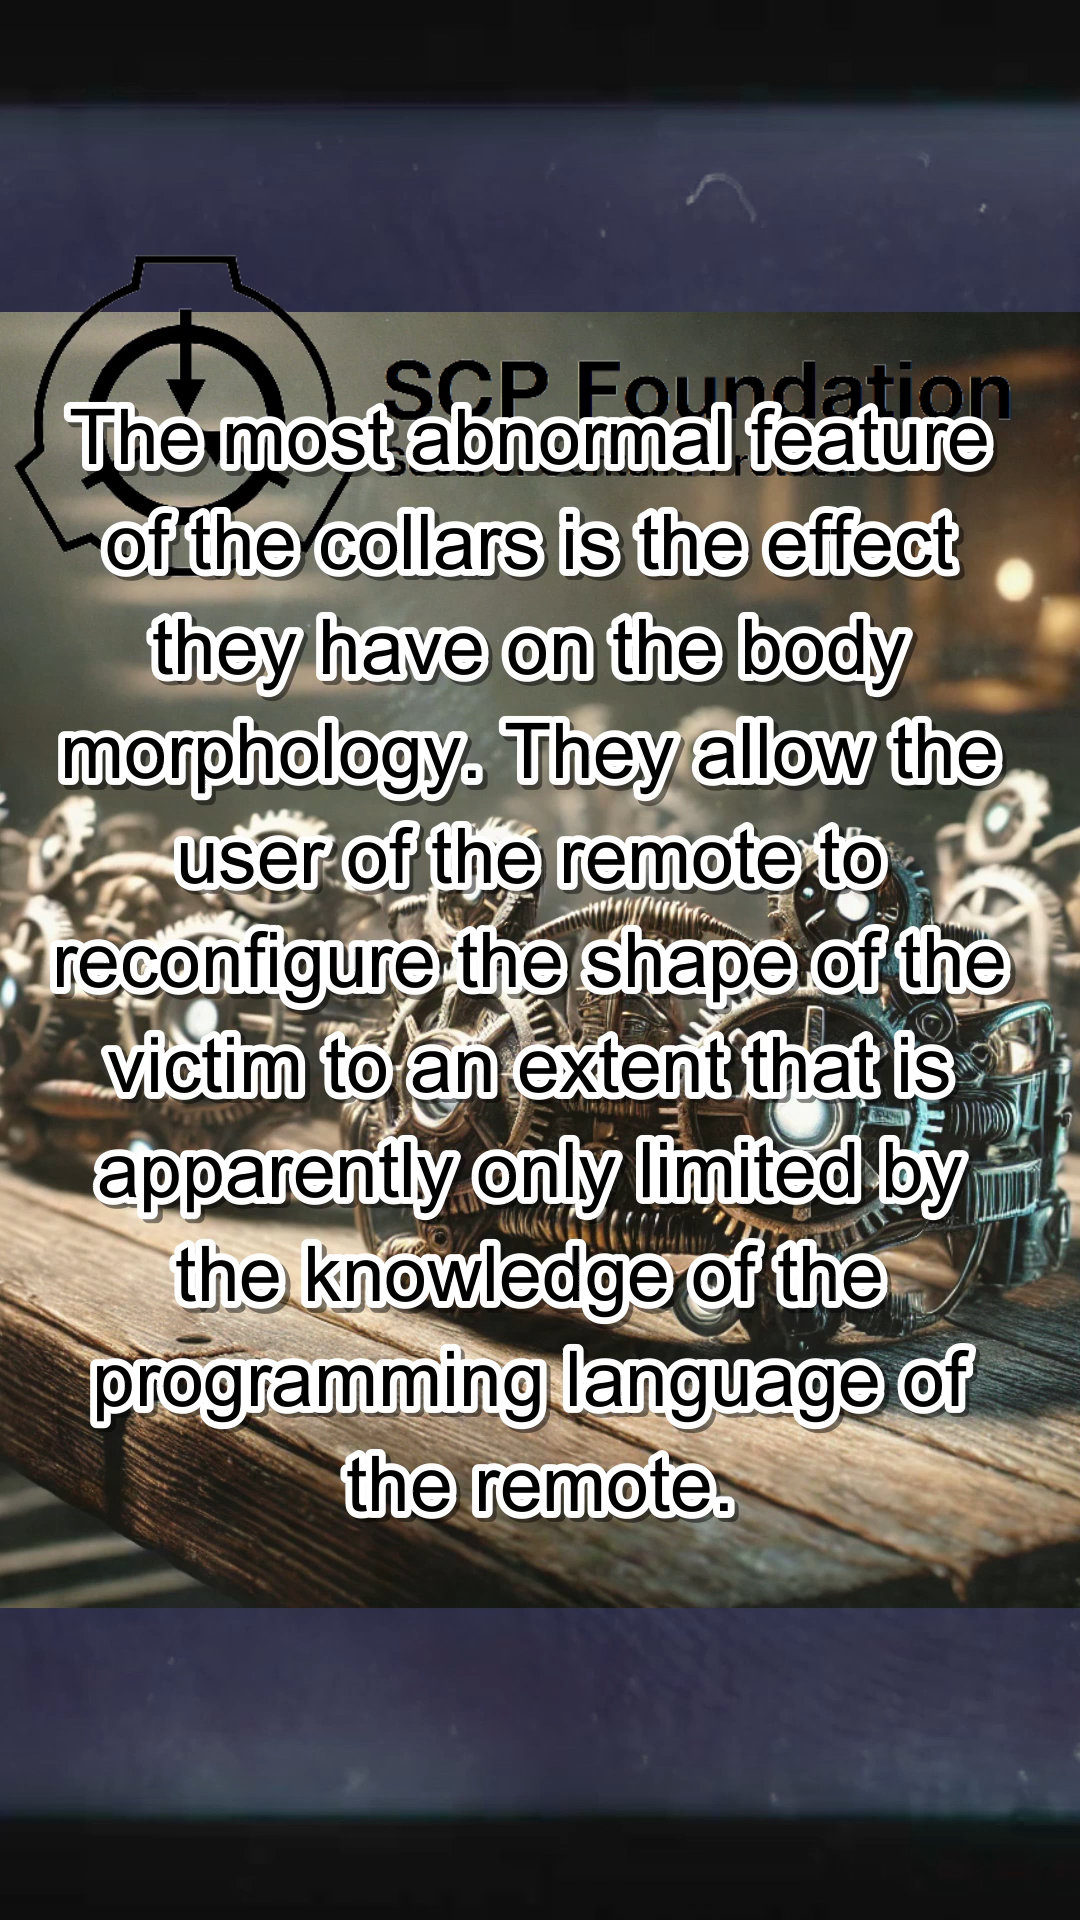 SCP Foundation
The most abnormal feature
of the collars is the effect
they have on the body
morphology. They allow the
user of the remote to
reconfigure the shape of the
victim to an extent that is
apparently only limited by
the knowledge of the
programming language of
the remote.